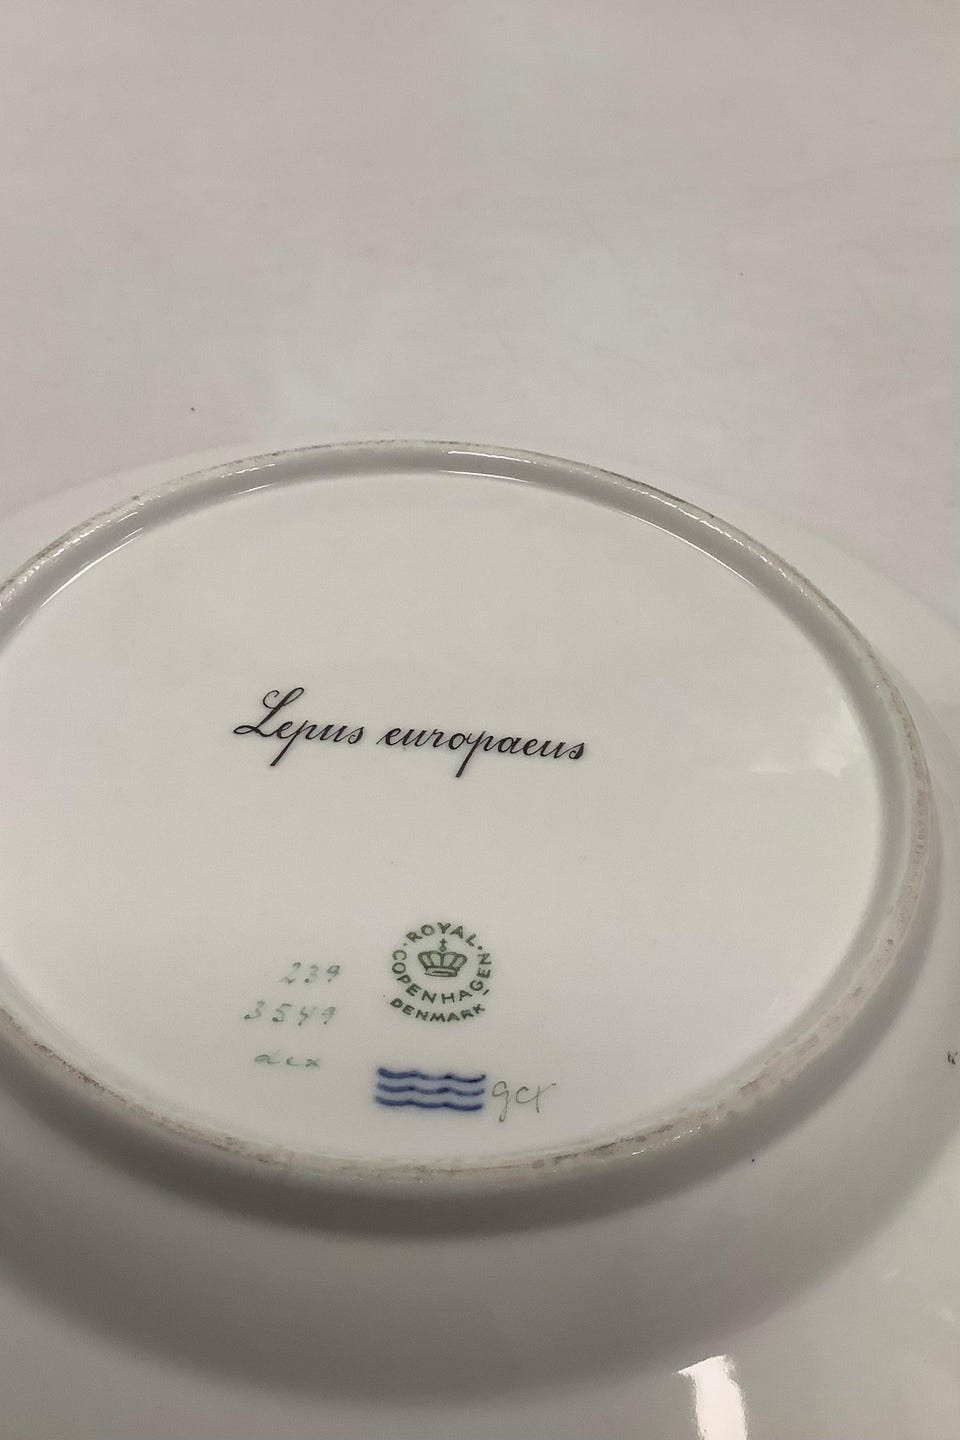 Lepus europaeus
ROYAL
COPENHAGEN
DENMARK
239
3549